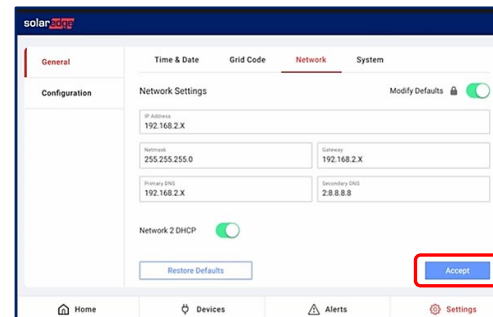 solaredge
General
Time & Date Grid Code Network System
Configuration
Network Settings Modify Defaults
IP Address
192.168.2.X
Netmask Gateway
255.255.255.0 192.168.2.X
Primary DNS Secondary DNS
192.168.2.X 2:8.8.8.8
Network 2 DHCP
Restore Defaults Accept
Home Devices Alerts Settings